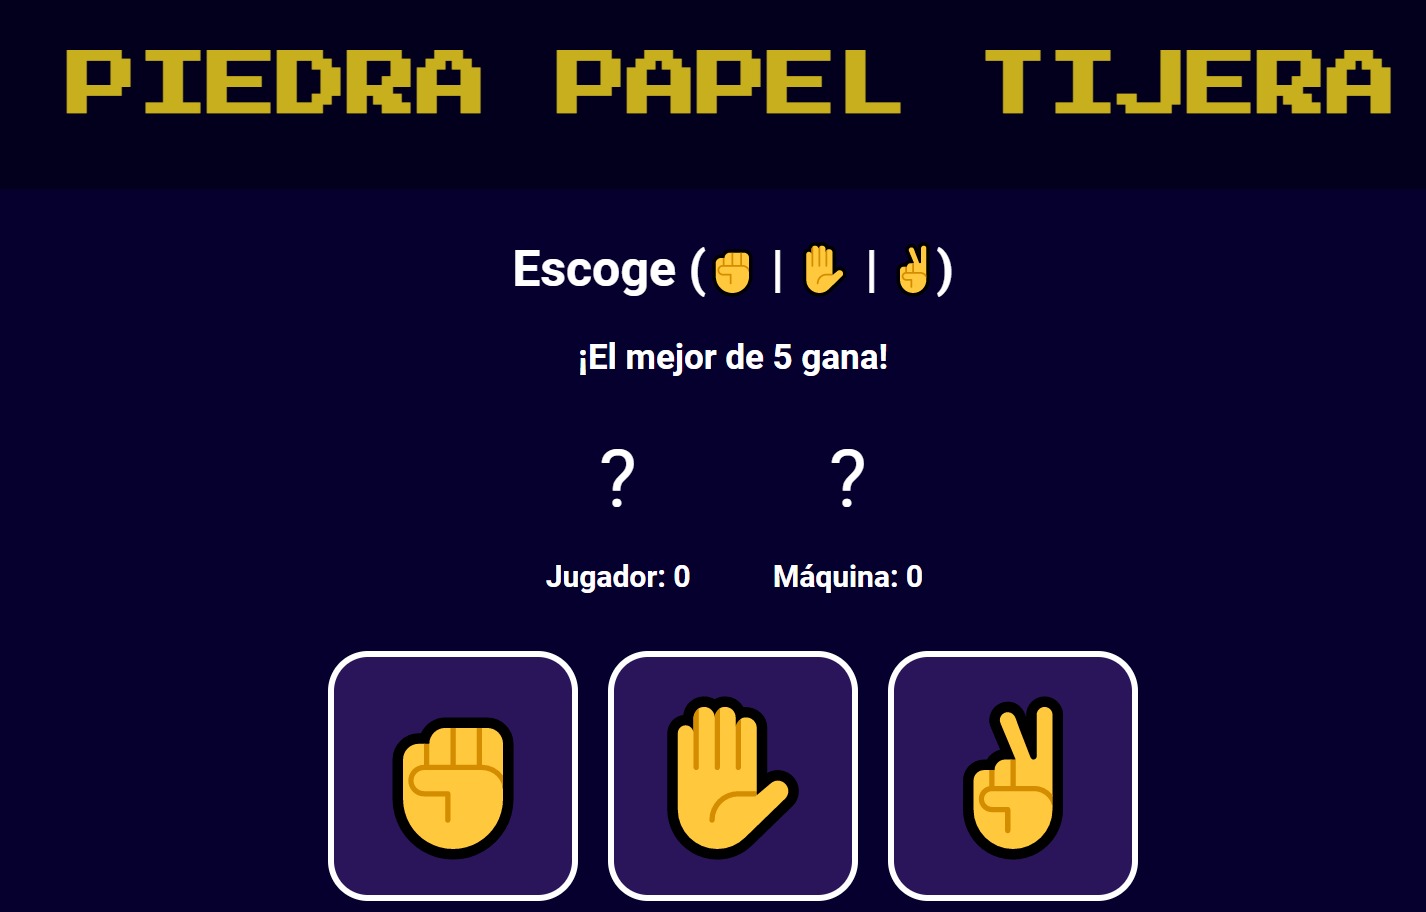 PIEDRA PAPEL TIJERA
Escoge (✊ | ✋ | ✌)
¡El mejor de 5 gana!
? ?
Jugador: 0 Máquina: 0